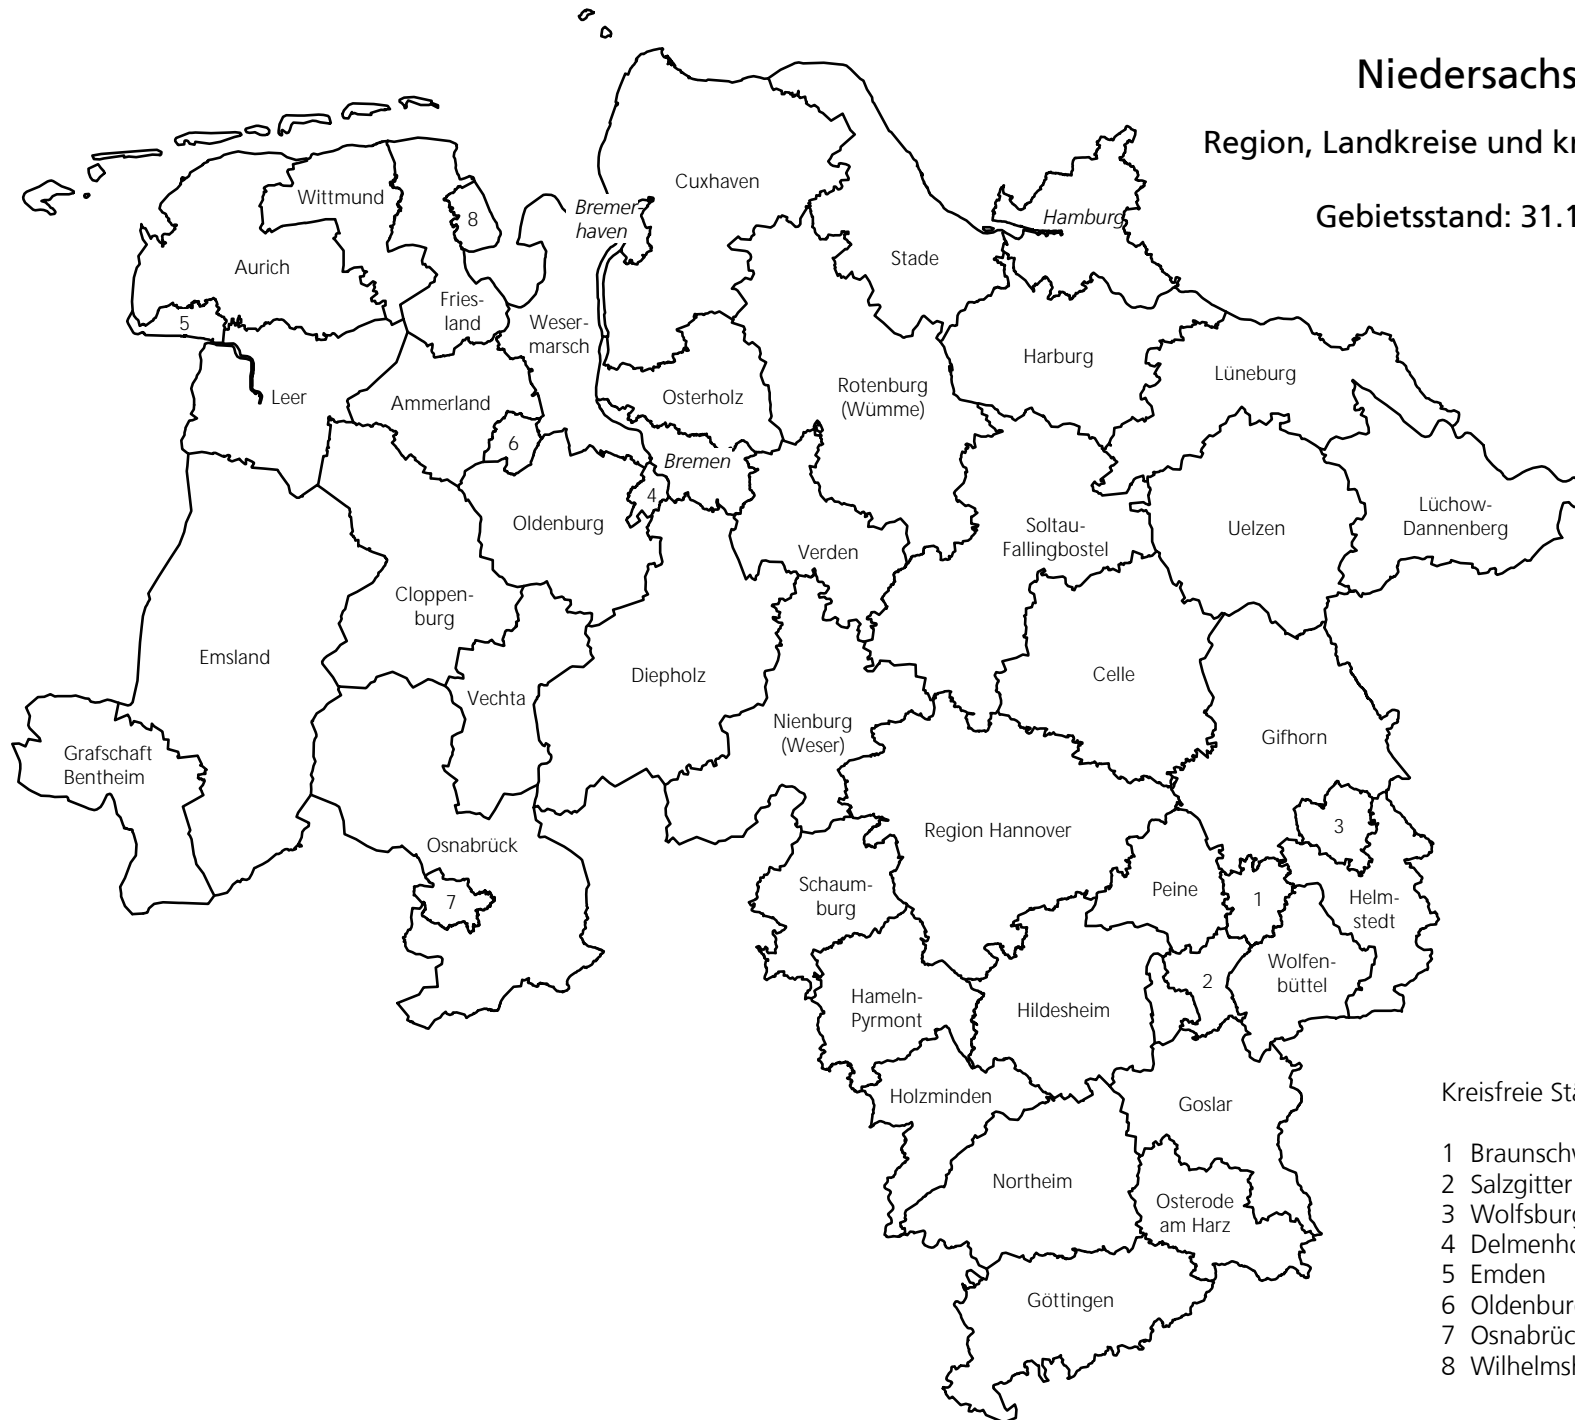 Niedersachs
Region, Landkreise und kr
Gebietsstand: 31.1
Wittmund
Cuxhaven
Bremer-
haven
8
Hamburg
Aurich
Stade
Fries-
land
5
Weser-
marsch
Harburg
Lüneburg
Leer
Ammerland
Osterholz
Rotenburg
(Wümme)
6
Bremen
4
Oldenburg
Verden
Soltau-
Fallingbostel
Uelzen
Lüchow-
Dannenberg
Cloppen-
burg
Emsland
Vechta
Diepholz
Celle
Nienburg
(Weser)
Gifhorn
Grafschaft
Bentheim
Osnabrück
Region Hannover
3
7
Schaum-
burg
Peine
1
Helm-
stedt
Wolfen-
büttel
2
Hameln-
Pyrmont
Hildesheim
Holzminden
Goslar
Northeim
Osterode
am Harz
Göttingen
Kreisfreie Stä
1 Braunschw
2 Salzgitter
3 Wolfsburg
4 Delmenho
5 Emden
6 Oldenburg
7 Osnabrüc
8 Wilhelmsh